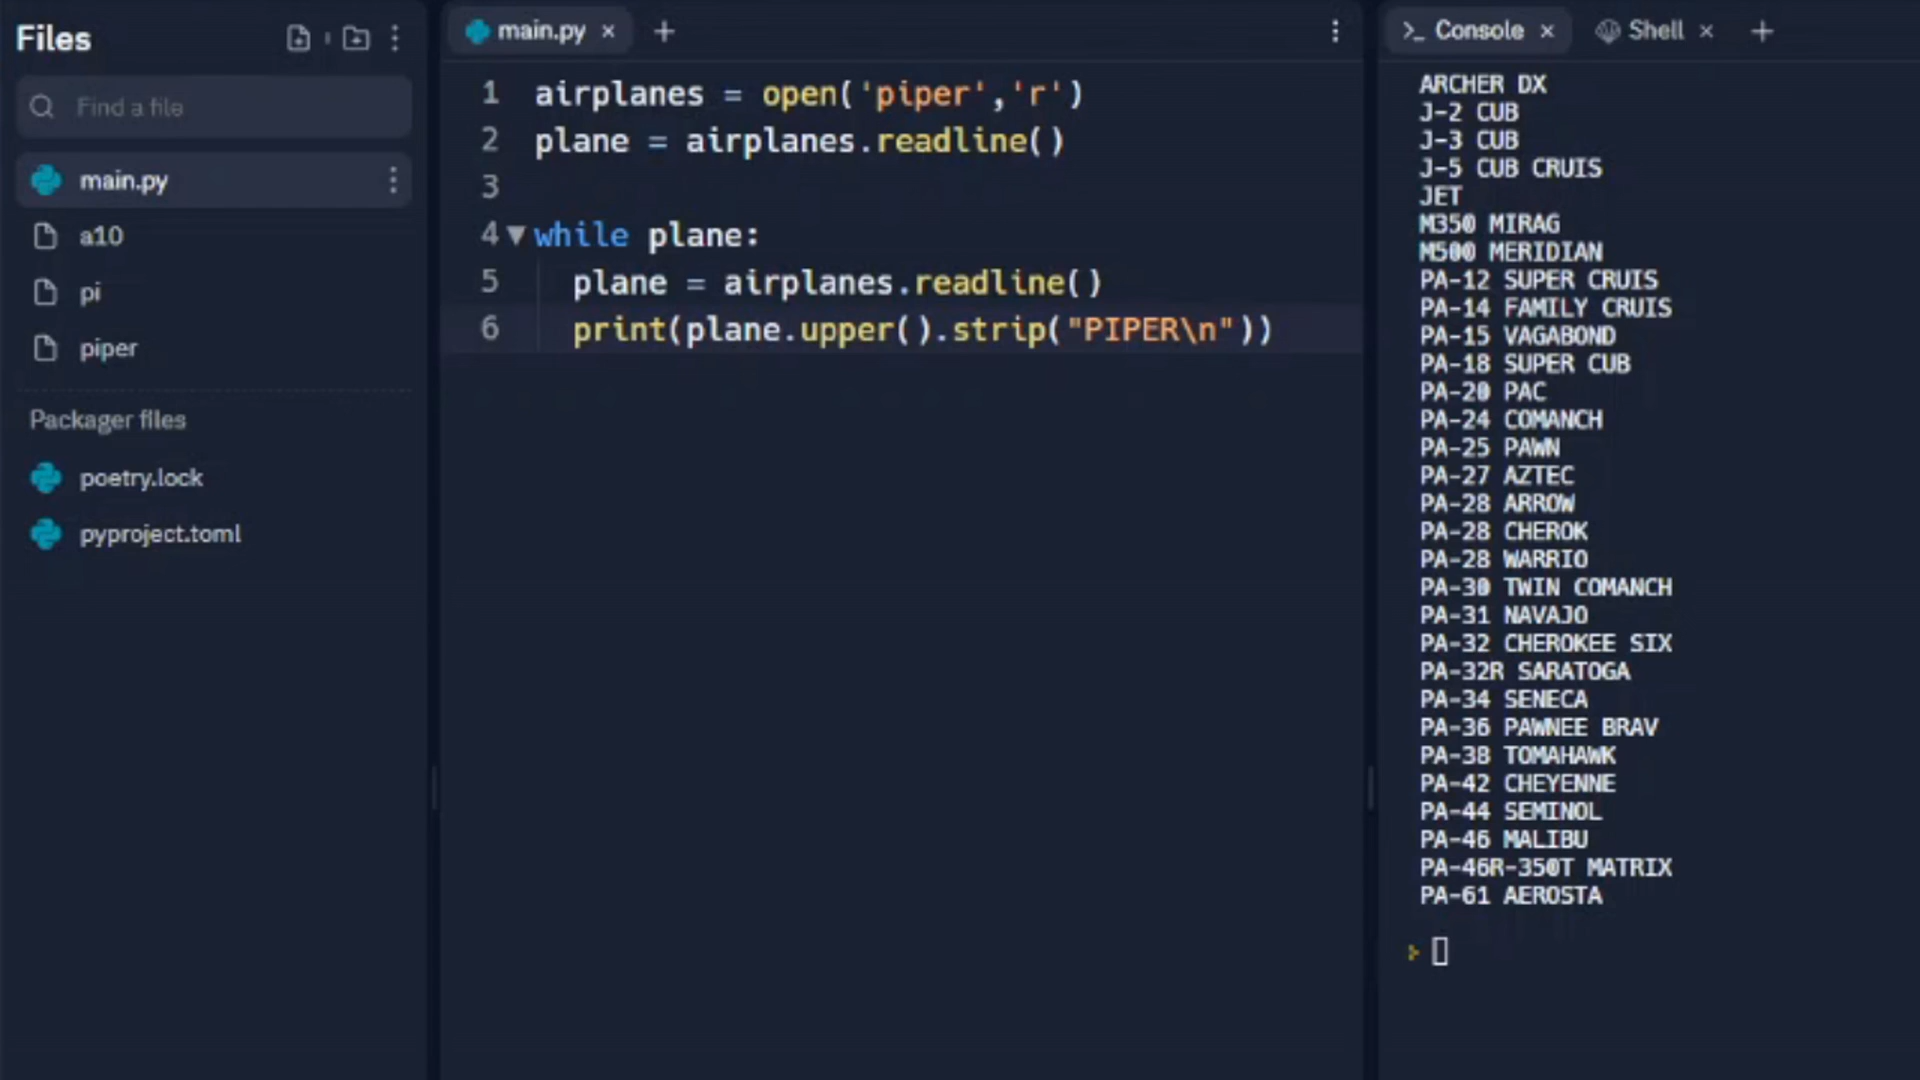 Files
Find a file
main.py
a10
pi
piper
Packager files
poetry.lock
pyproject.toml
main.py × +
1 airplanes = open('piper','r')
2 plane = airplanes.readline()
3
4 while plane:
5 plane = airplanes.readline()
6 print(plane.upper().strip("PIPER\n"))
>_ Console × Shell × +
ARCHER DX
J-2 CUB
J-3 CUB
J-5 CUB CRUIS
JET
M350 MIRAG
M500 MERIDIAN
PA-12 SUPER CRUIS
PA-14 FAMILY CRUIS
PA-15 VAGABOND
PA-18 SUPER CUB
PA-20 PAC
PA-24 COMANCH
PA-25 PAWN
PA-27 AZTEC
PA-28 ARROW
PA-28 CHEROK
PA-28 WARRIO
PA-30 TWIN COMANCH
PA-31 NAVAJO
PA-32 CHEROKEE SIX
PA-32R SARATOGA
PA-34 SENECA
PA-36 PAWNEE BRAV
PA-38 TOMAHAWK
PA-42 CHEYENNE
PA-44 SEMINOL
PA-46 MALIBU
PA-46R-350T MATRIX
PA-61 AEROSTA